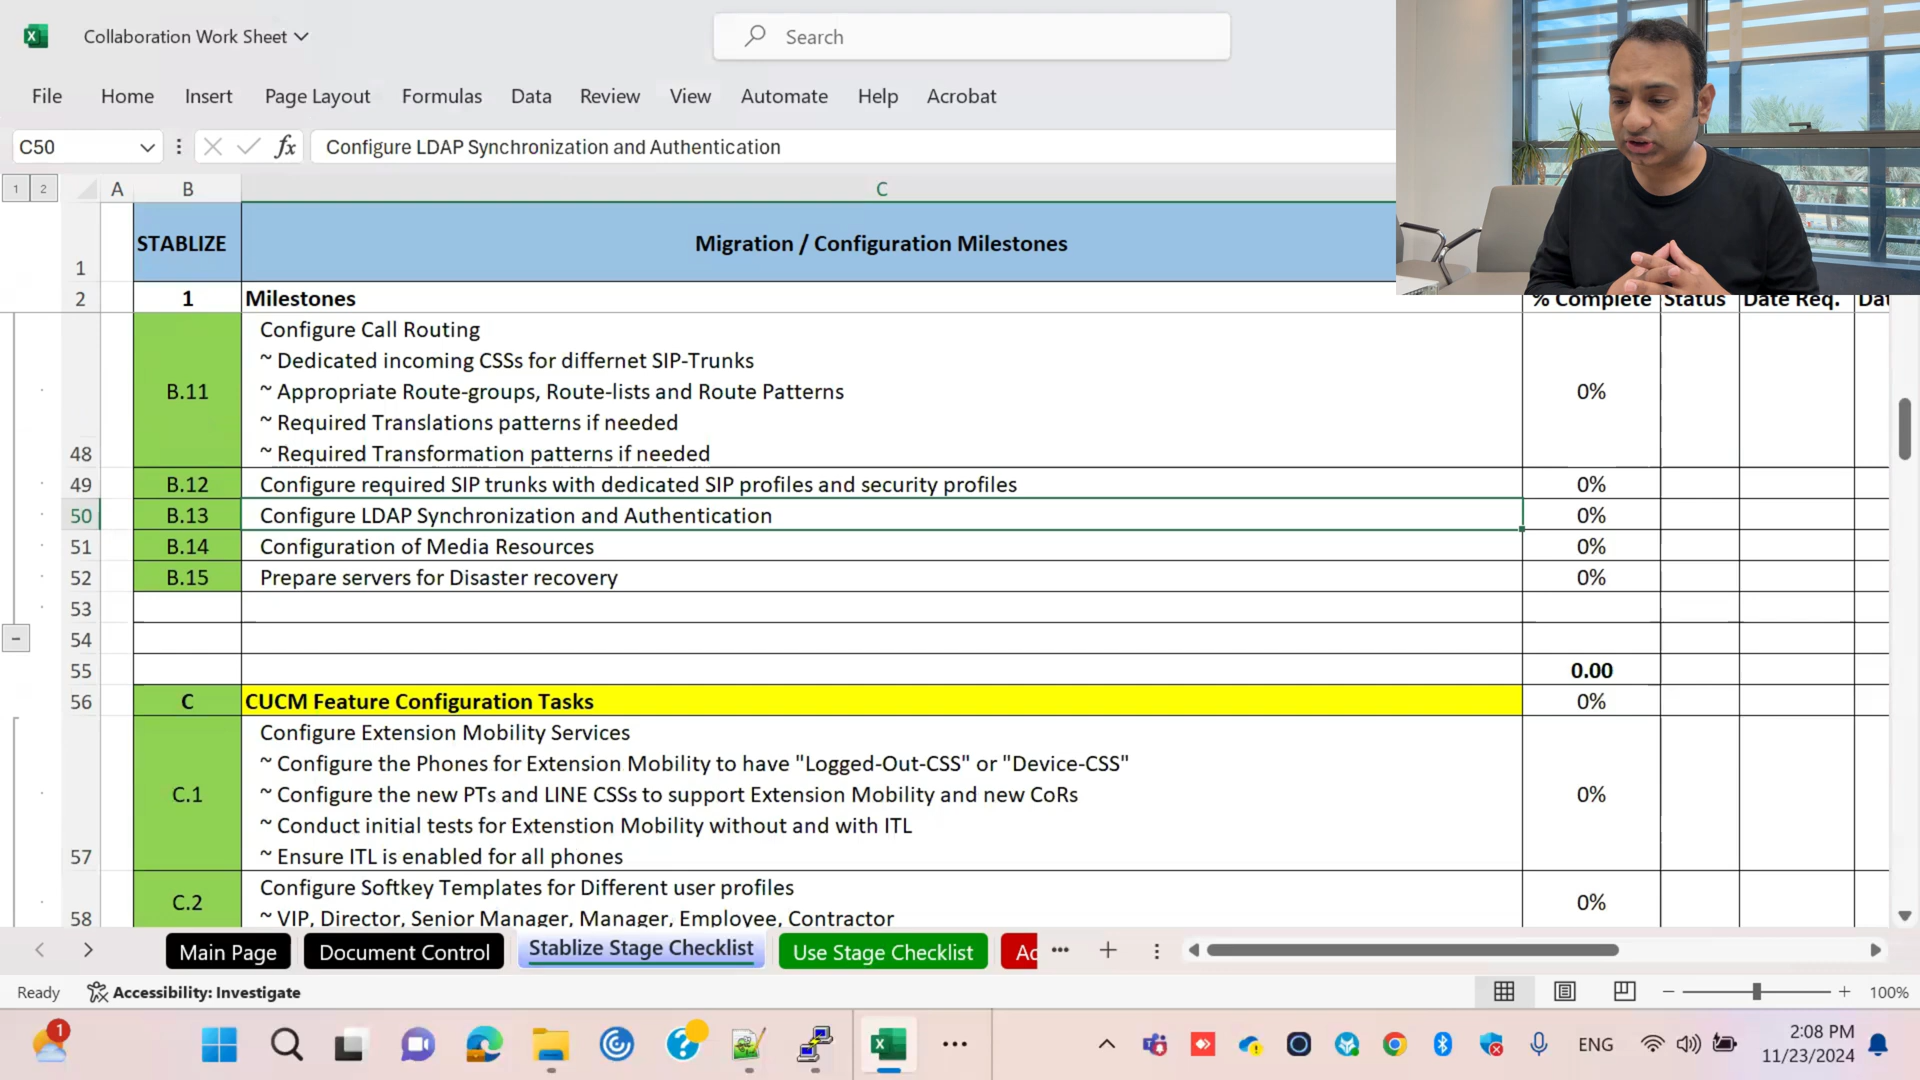 Collaboration Work Sheet
Search
File Home Insert Page Layout Formulas Data Review View Automate Help Acrobat
C50 fx Configure LDAP Synchronization and Authentication
1 2 A B C
1 STABLIZE Migration / Configuration Milestones
2 1 Milestones % Complete Status Date Req.
Configure Call Routing
~ Dedicated incoming CSSs for differnet SIP-Trunks
B.11 ~ Appropriate Route-groups, Route-lists and Route Patterns 0%
~ Required Translations patterns if needed
48 ~ Required Transformation patterns if needed
49 B.12 Configure required SIP trunks with dedicated SIP profiles and security profiles 0%
50 B.13 Configure LDAP Synchronization and Authentication 0%
51 B.14 Configuration of Media Resources 0%
52 B.15 Prepare servers for Disaster recovery 0%
53
54
55 0.00
56 C CUCM Feature Configuration Tasks 0%
Configure Extension Mobility Services
~ Configure the Phones for Extension Mobility to have "Logged-Out-CSS" or "Device-CSS"
C.1 ~ Configure the new PTs and LINE CSSs to support Extension Mobility and new CoRs 0%
~ Conduct initial tests for Extenstion Mobility without and with ITL
57 ~ Ensure ITL is enabled for all phones
Configure Softkey Templates for Different user profiles
C.2 0%
58 ~ VIP, Director, Senior Manager, Manager, Employee, Contractor
Main Page Document Control Stablize Stage Checklist Use Stage Checklist
Ready Accessibility: Investigate 100%
1 ENG 2:08 PM
11/23/2024